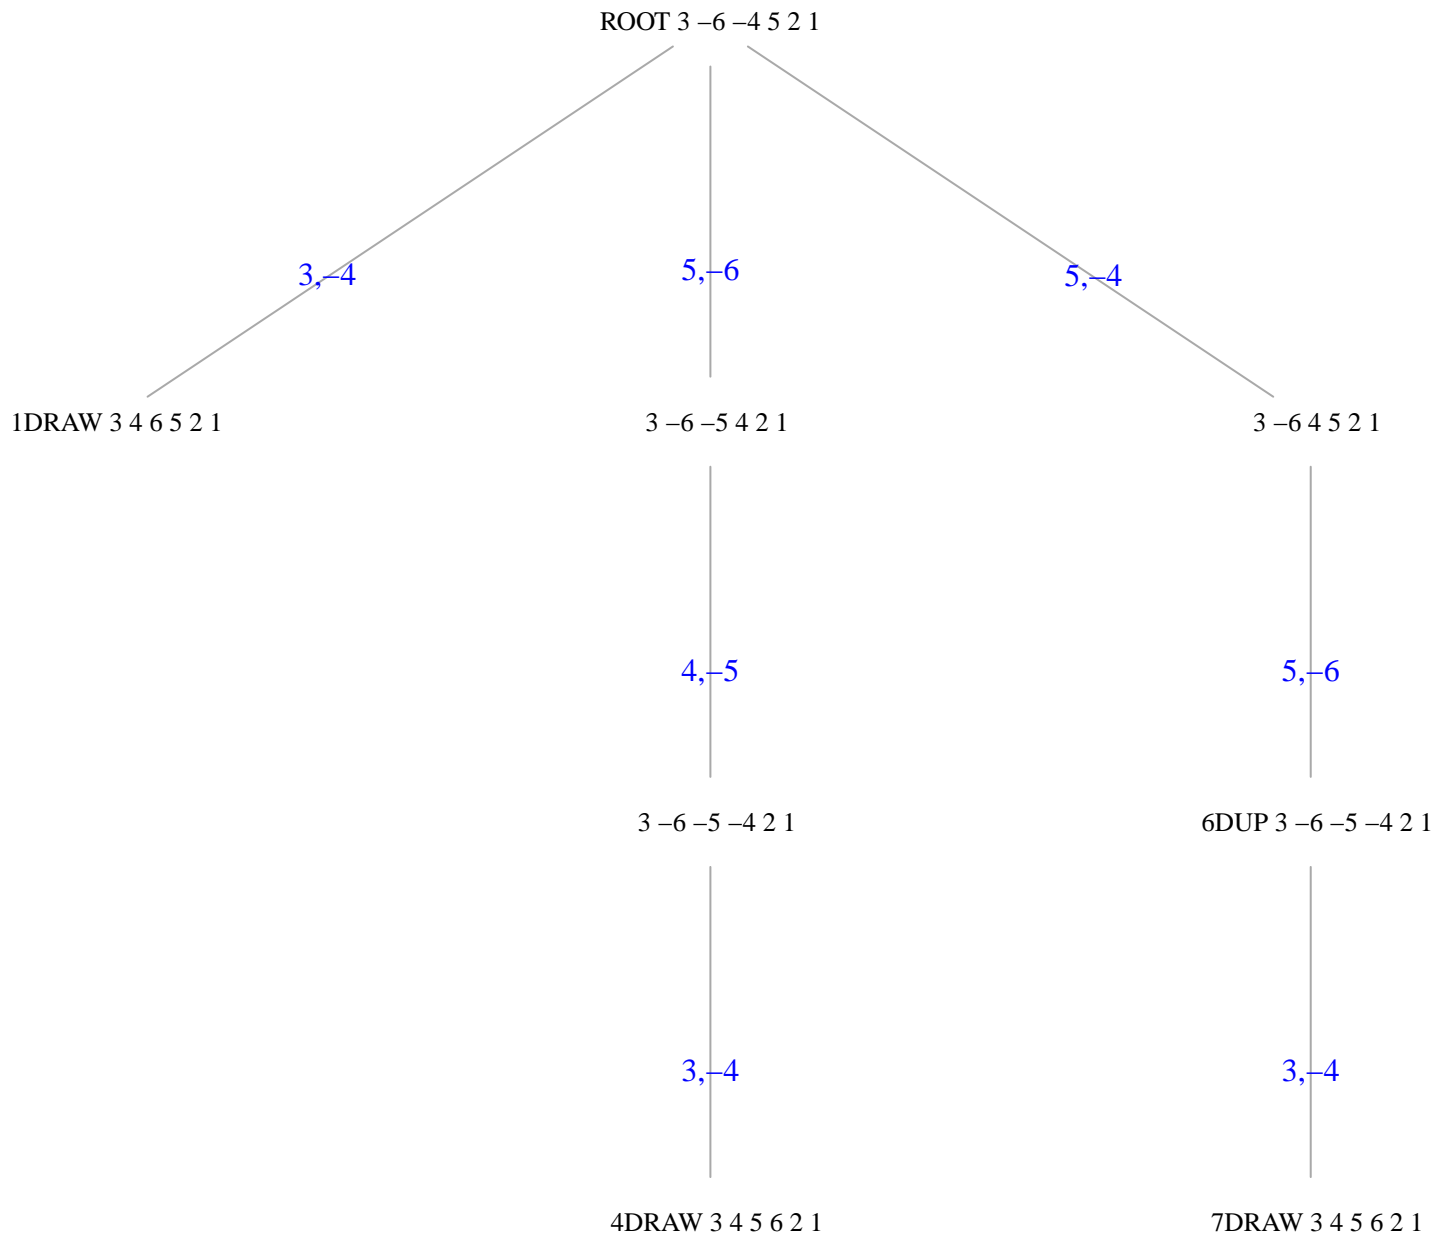 ROOT 3 –6 –4 5 2 1
3,–4
5,–6
5,–4
1DRAW 3 4 6 5 2 1
3 –6 –5 4 2 1
3 –6 4 5 2 1
4,–5
5,–6
3 –6 –5 –4 2 1
6DUP 3 –6 –5 –4 2 1
3,–4
3,–4
4DRAW 3 4 5 6 2 1
7DRAW 3 4 5 6 2 1